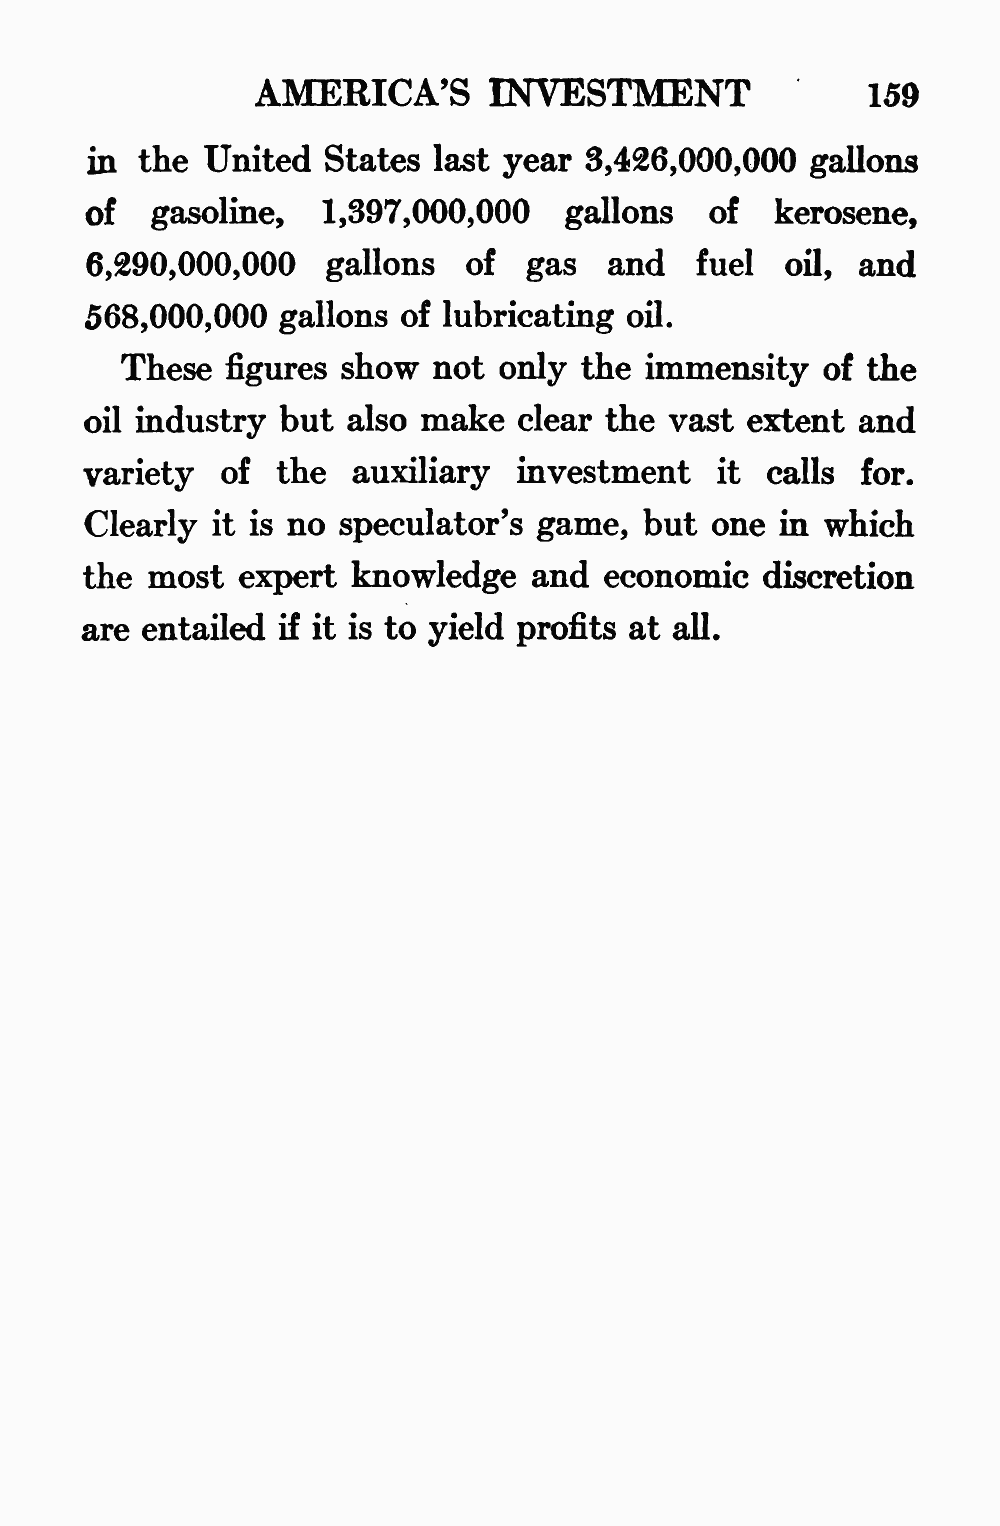 AMERICA'S INVESTMENT 159
in the United States last year 3,426,000,000 gallons
of gasoline, 1,397,000,000 gallons of kerosene,
6,290,000,000 gallons of gas and fuel oil, and
568,000,000 gallons of lubricating oil.
These figures show not only the immensity of the
oil industry but also make clear the vast extent and
variety of the auxiliary investment it calls for.
Clearly it is no speculator's game, but one in which
the most expert knowledge and economic discretion
are entailed if it is to yield profits at all.